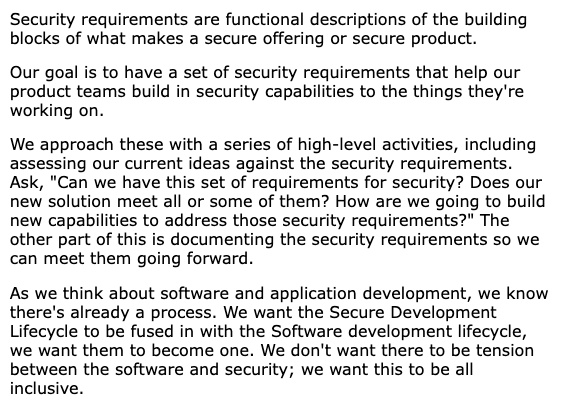 Security requirements are functional descriptions of the building
blocks of what makes a secure offering or secure product.
Our goal is to have a set of security requirements that help our
product teams build in security capabilities to the things they're
working on.
We approach these with a series of high-level activities, including
assessing our current ideas against the security requirements.
Ask, "Can we have this set of requirements for security? Does our
new solution meet all or some of them? How are we going to build
new capabilities to address those security requirements?" The
other part of this is documenting the security requirements so we
can meet them going forward.
As we think about software and application development, we know
there's already a process. We want the Secure Development
Lifecycle to be fused in with the Software development lifecycle,
we want them to become one. We don't want there to be tension
between the software and security; we want this to be all
inclusive.